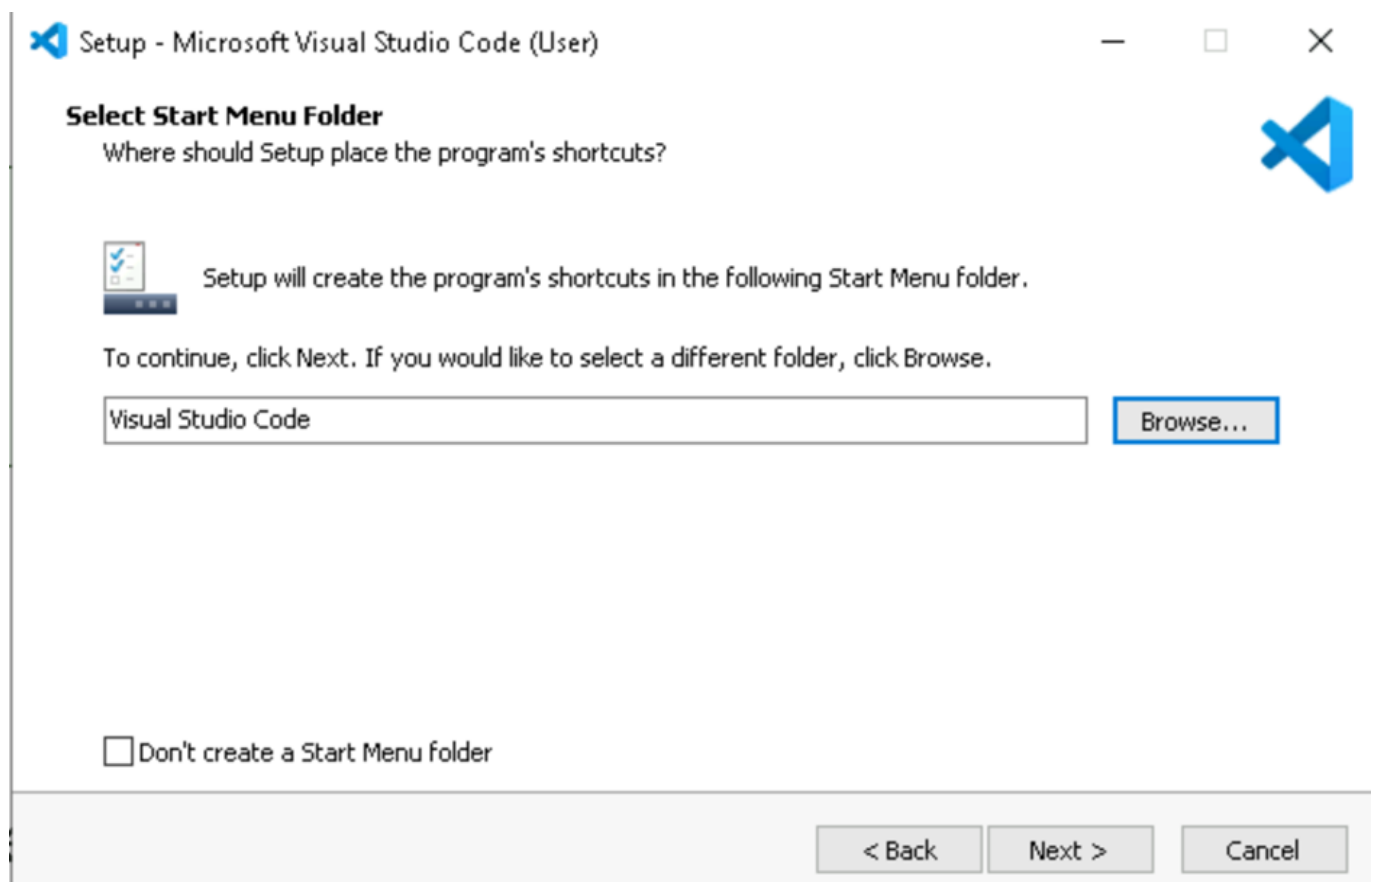 Setup - Microsoft Visual Studio Code (User)
Select Start Menu Folder
Where should Setup place the program's shortcuts?
Setup will create the program's shortcuts in the following Start Menu folder.
To continue, click Next. If you would like to select a different folder, click Browse.
Visual Studio Code
Browse...
Don't create a Start Menu folder
< Back
Next >
Cancel